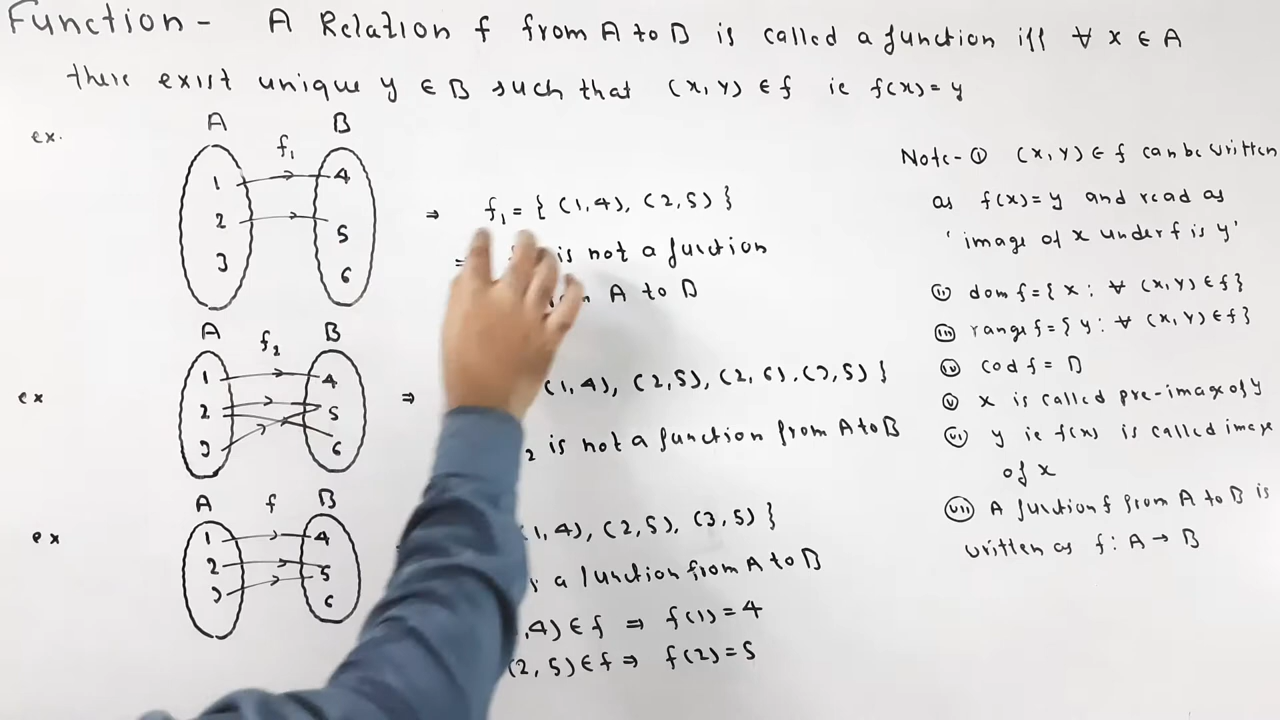 Function - A Relation f from A to B is called a function iff ∀ x ∈ A
there exist unique y ∈ B such that (x, y) ∈ f ie f(x) = y
ex.
A B
f₁
1 4
2 5
3 6
⇒ f₁ = { (1,4), (2,5) }
= is not a function
A to B
ex
A B
f₂
1 4
2 5
3 6
⇒ (1,4), (2,5), (2,6), (3,5) }
₂ is not a function from A to B
ex
A f B
1 4
2 5
3 6
1,4), (2,5), (3,5) }
a function from A to B
,4) ∈ f ⇒ f(1) = 4
(2,5) ∈ f ⇒ f(2) = 5
Note - (i) (x, y) ∈ f can be written
as f(x) = y and read as
'image of x under f is y'
(ii) dom f = { x : ∀ (x, y) ∈ f }
(iii) range f = { y : ∀ (x, y) ∈ f }
(iv) cod f = B
(v) x is called pre-image of y
(vi) y ie f(x) is called image
of x
(vii) A function f from A to B is
written as f : A → B